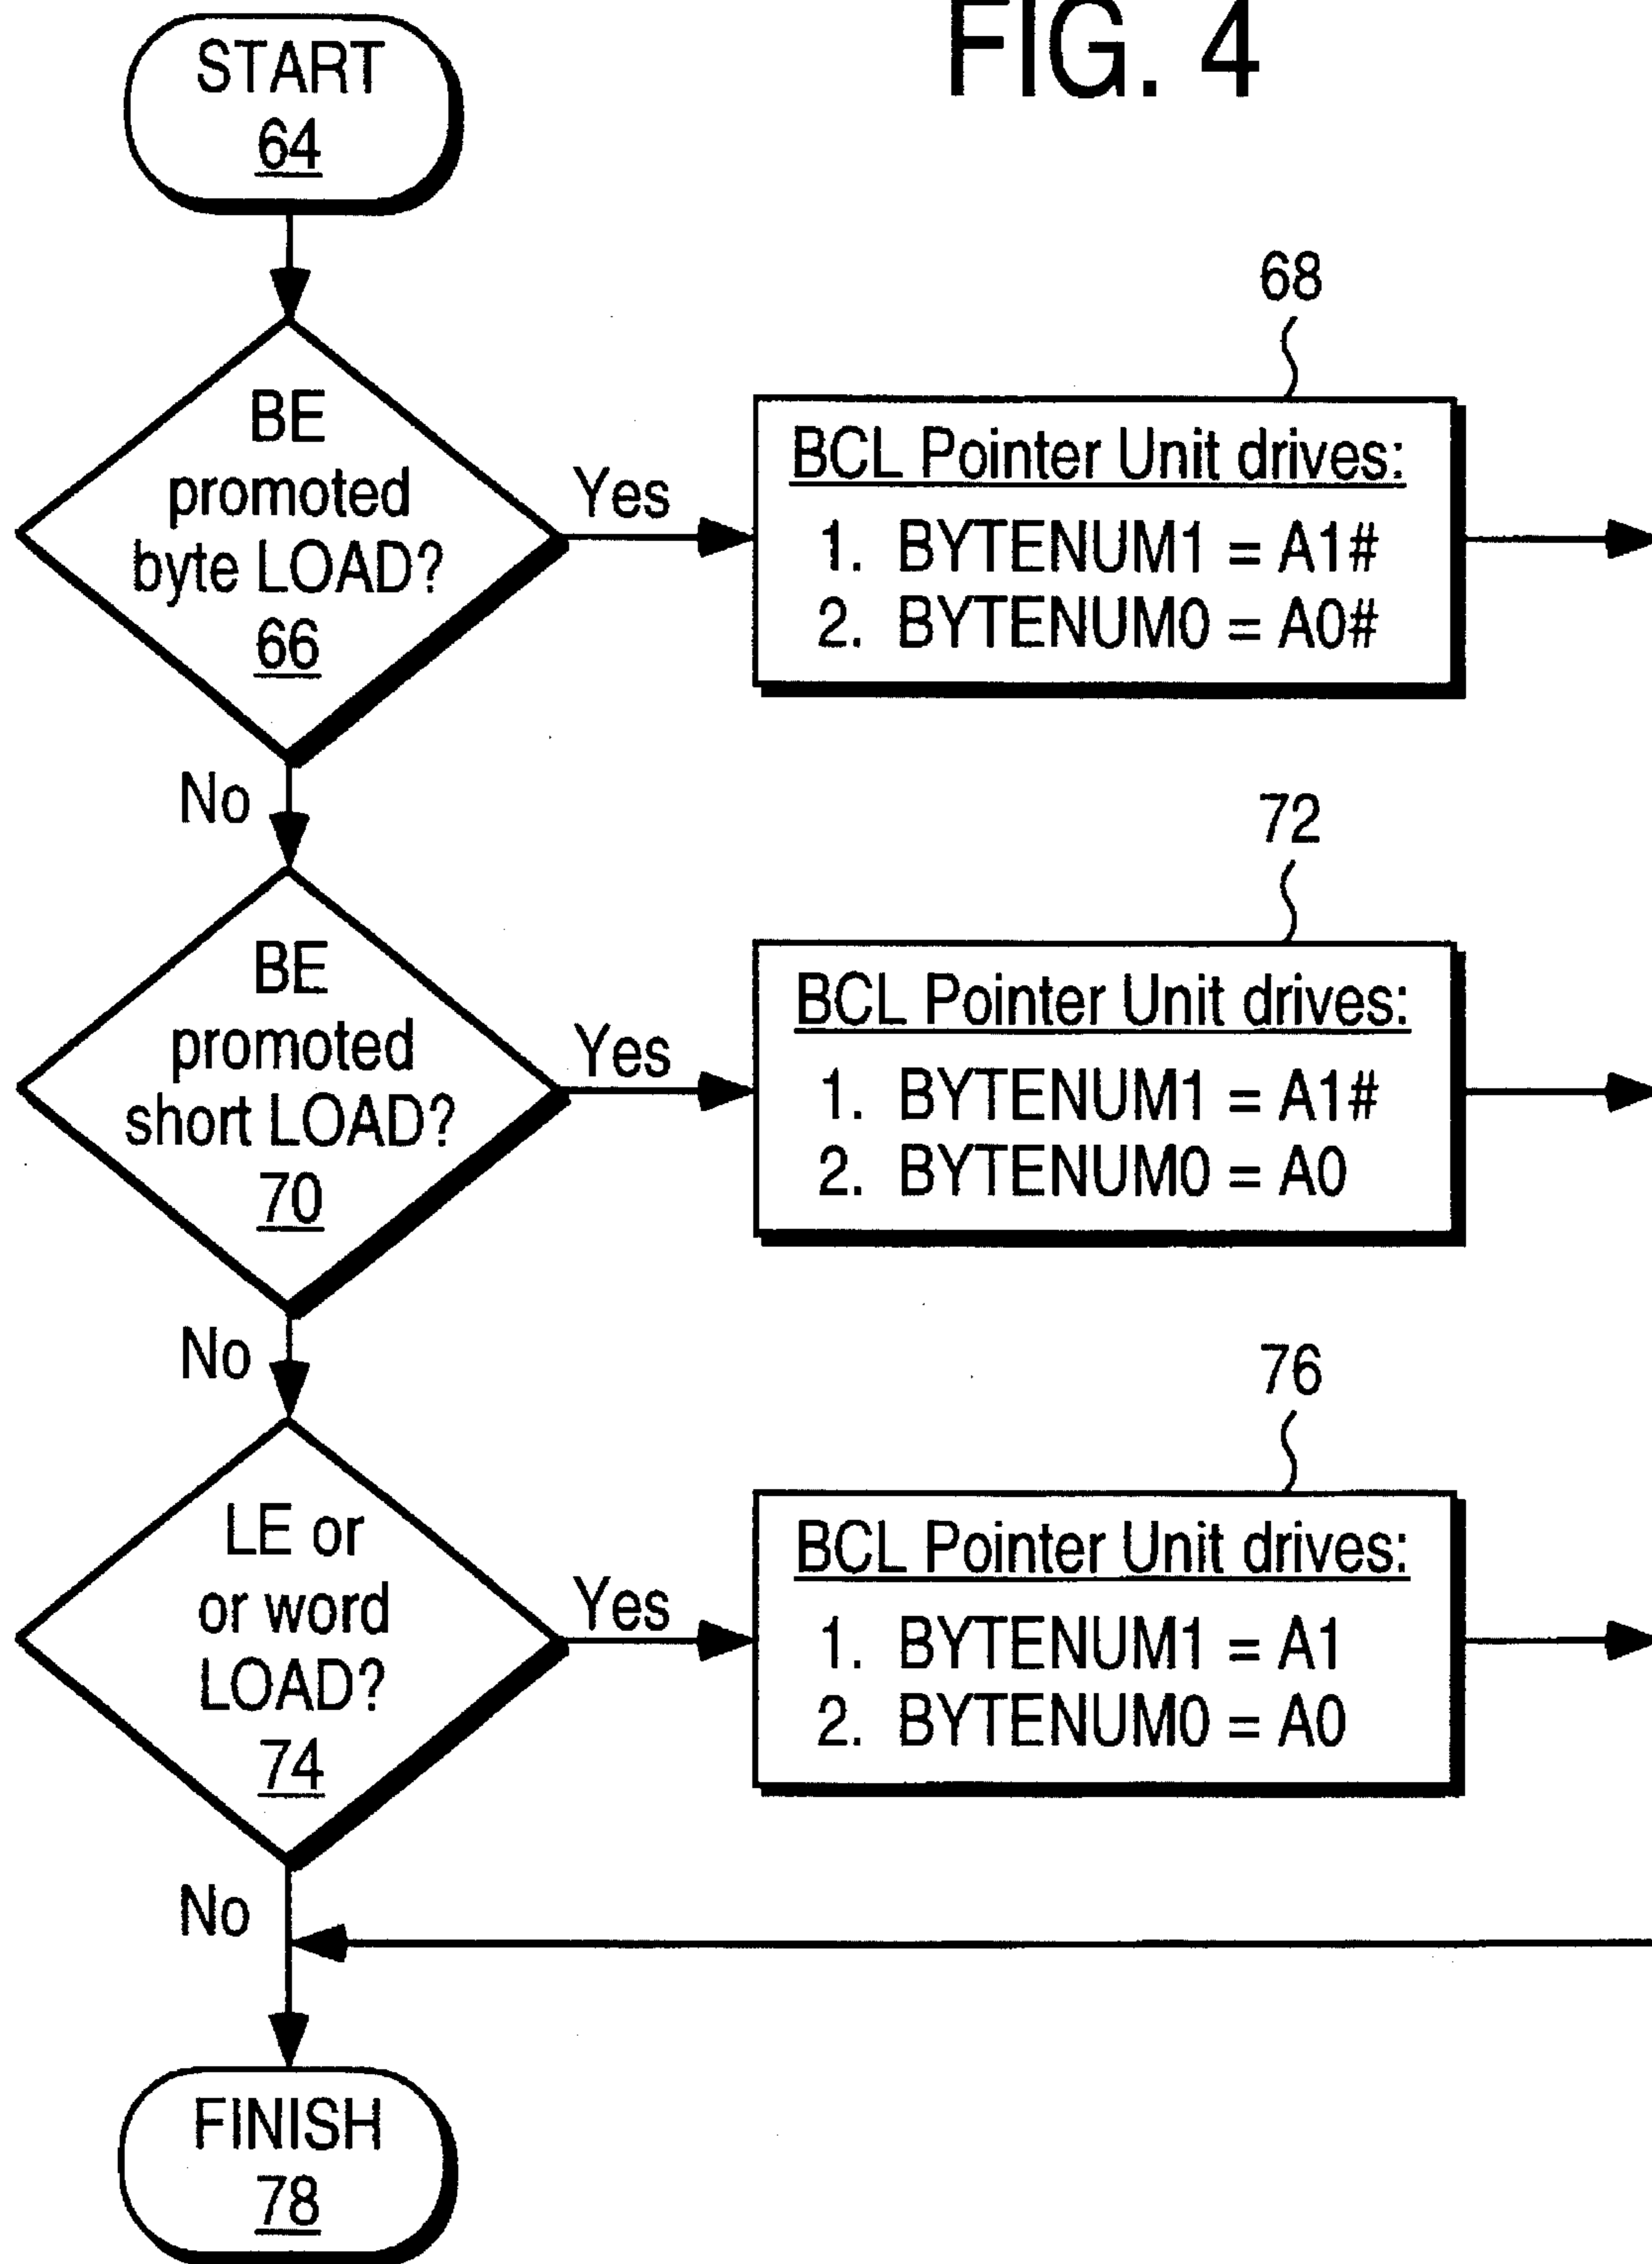 FIG. 4
START
64
BE
promoted
byte LOAD?
66
Yes
68
BCL Pointer Unit drives:
1. BYTENUM1 = A1#
2. BYTENUM0 = A0#
No
BE
promoted
short LOAD?
70
Yes
72
BCL Pointer Unit drives:
1. BYTENUM1 = A1#
2. BYTENUM0 = A0
No
LE or
or word
LOAD?
74
Yes
76
BCL Pointer Unit drives:
1. BYTENUM1 = A1
2. BYTENUM0 = A0
No
FINISH
78